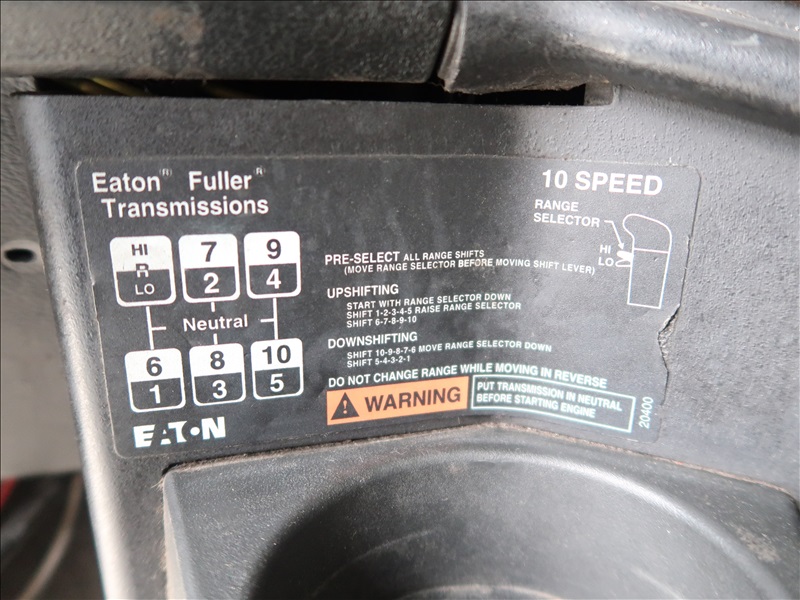 Eaton® Fuller®
Transmissions
10 SPEED
RANGE
SELECTOR
HI
LO
HI
R
LO
7
2
9
4
Neutral
6
1
8
3
10
5
EATON
PRE-SELECT ALL RANGE SHIFTS
(MOVE RANGE SELECTOR BEFORE MOVING SHIFT LEVER)
UPSHIFTING
START WITH RANGE SELECTOR DOWN
SHIFT 1-2-3-4-5 RAISE RANGE SELECTOR
SHIFT 6-7-8-9-10
DOWNSHIFTING
SHIFT 10-9-8-7-6 MOVE RANGE SELECTOR DOWN
SHIFT 5-4-3-2-1
DO NOT CHANGE RANGE WHILE MOVING IN REVERSE
WARNING
PUT TRANSMISSION IN NEUTRAL
BEFORE STARTING ENGINE
20400